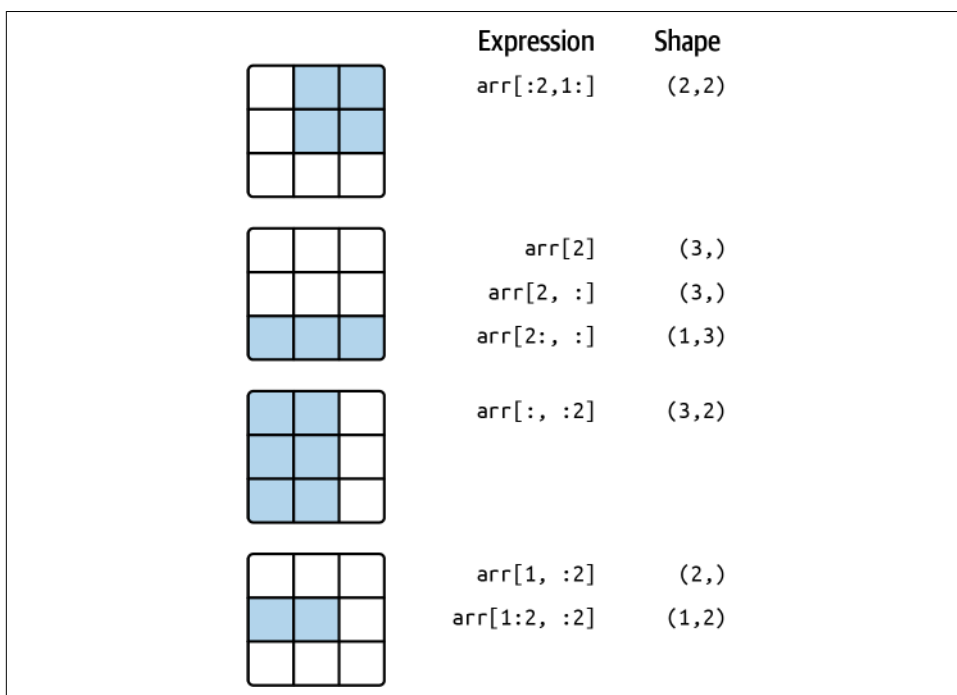 Expression Shape
arr[:2,1:] (2,2)
arr[2] (3,)
arr[2, :] (3,)
arr[2:, :] (1,3)
arr[:, :2] (3,2)
arr[1, :2] (2,)
arr[1:2, :2] (1,2)